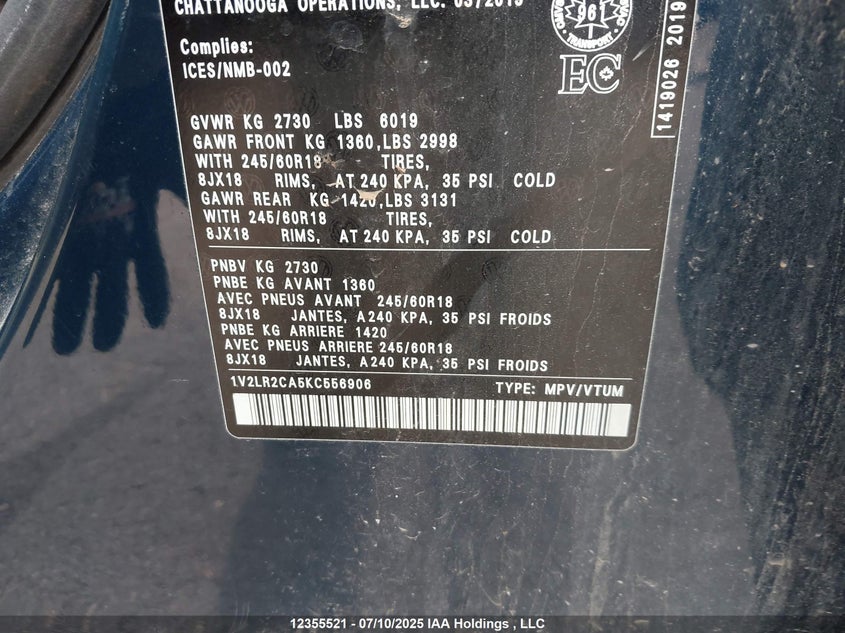 CHATTANOOGA OPERATIONS, LLC.
Complies:
ICES/NMB-002
TRANSPORT
EC
1419026 2019
GVWR KG 2730 LBS 6019
GAWR FRONT KG 1360,LBS 2998
WITH 245/60R18 TIRES,
8JX18 RIMS, AT 240 KPA, 35 PSI COLD
GAWR REAR KG 1420,LBS 3131
WITH 245/60R18 TIRES,
8JX18 RIMS, AT 240 KPA, 35 PSI COLD
PNBV KG 2730
PNBE KG AVANT 1360
AVEC PNEUS AVANT 245/60R18
8JX18 JANTES, A 240 KPA, 35 PSI FROIDS
PNBE KG ARRIERE 1420
AVEC PNEUS ARRIERE 245/60R18
8JX18 JANTES, A 240 KPA, 35 PSI FROIDS
1V2LR2CA5KC556906 TYPE: MPV/VTUM
12355521 - 07/10/2025 IAA Holdings , LLC